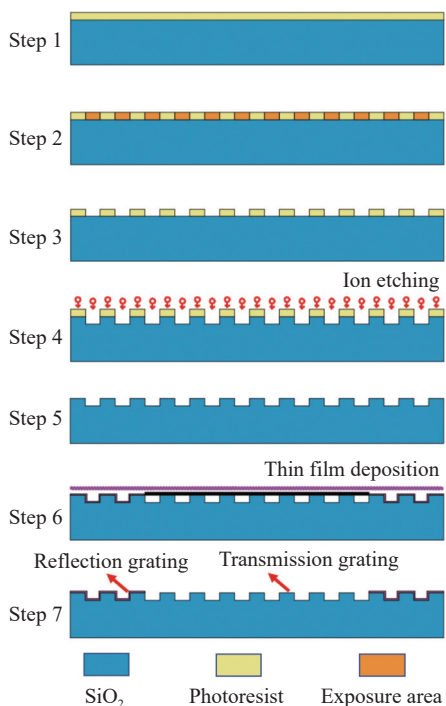 Step 1
Step 2
Step 3
Ion etching
Step 4
Step 5
Thin film deposition
Step 6
Reflection grating
Transmission grating
Step 7
SiO₂
Photoresist
Exposure area